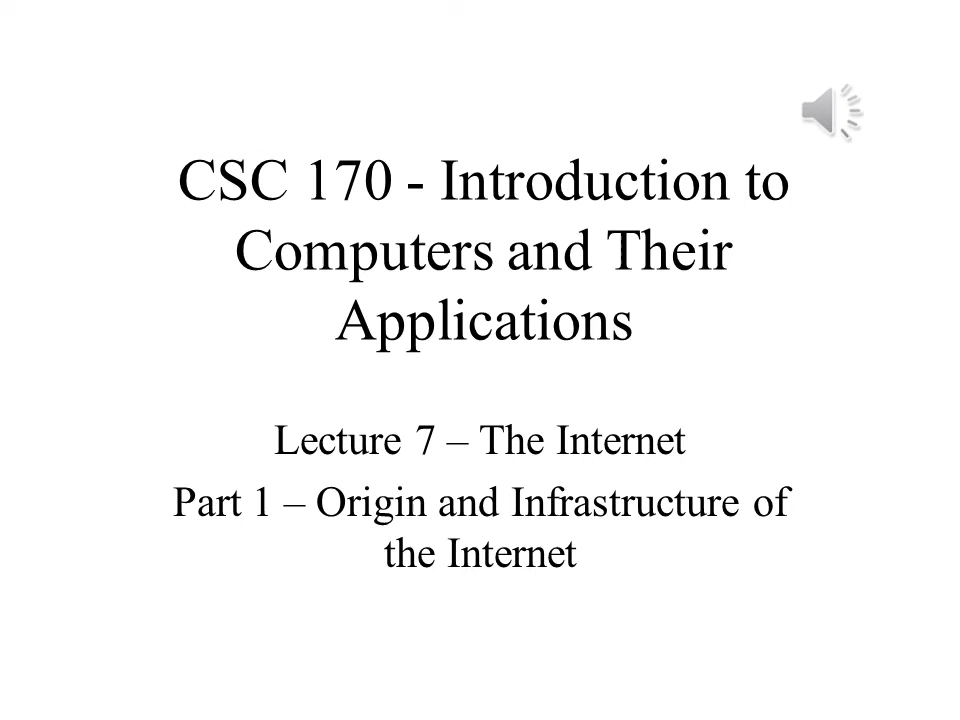 CSC 170 - Introduction to
Computers and Their
Applications
Lecture 7 – The Internet
Part 1 – Origin and Infrastructure of
the Internet